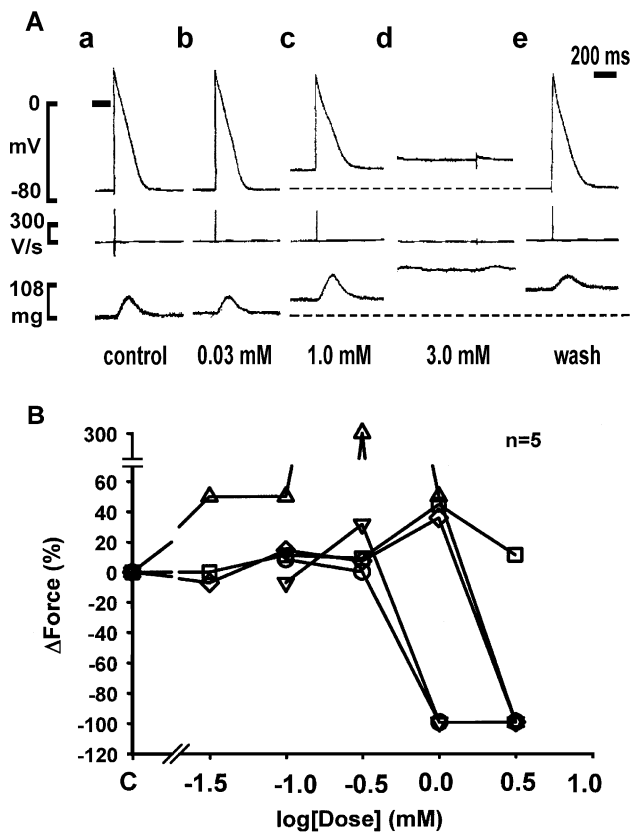 A
a b c d e
200 ms
0
mV
-80
300
V/s
108
mg
control 0.03 mM 1.0 mM 3.0 mM wash
B
n=5
300
60
40
20
0
-20
-40
-60
-80
-100
-120
ΔForce (%)
C -1.5 -1.0 -0.5 0.0 0.5 1.0
log[Dose] (mM)